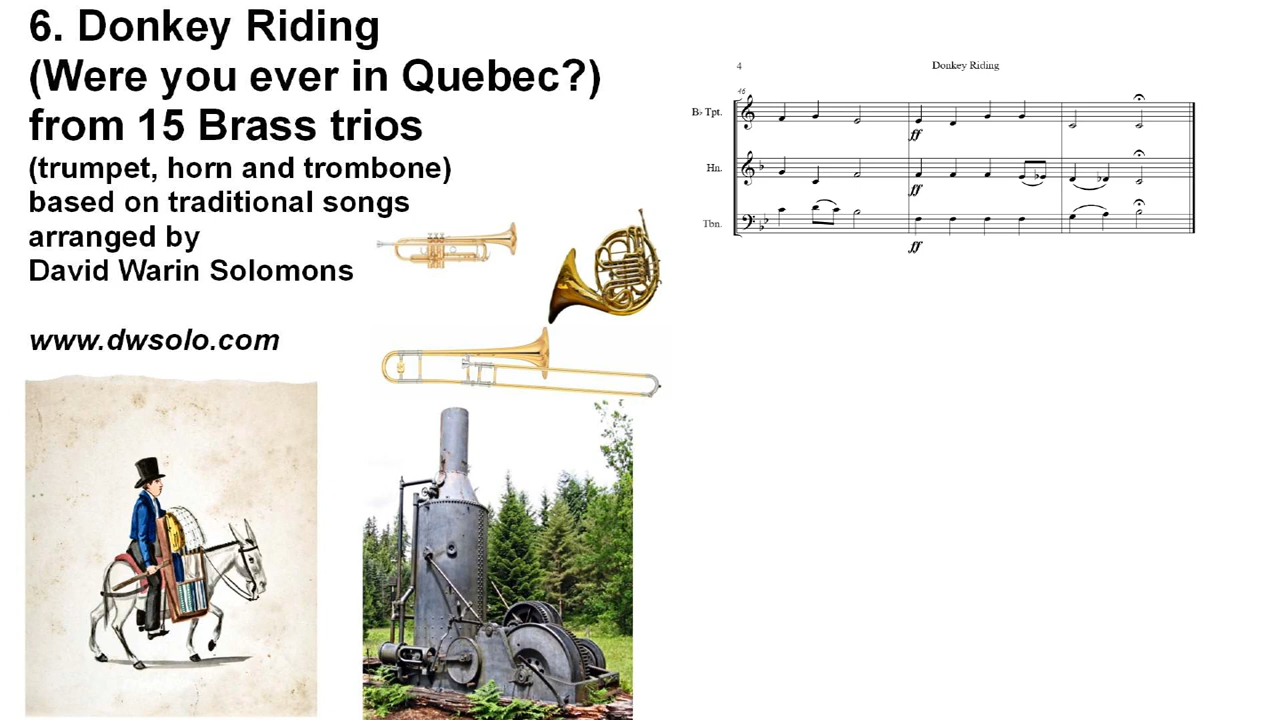 6. Donkey Riding
(Were you ever in Quebec?)
from 15 Brass trios
(trumpet, horn and trombone)
based on traditional songs
arranged by
David Warin Solomons
www.dwsolo.com
4
Donkey Riding
46
B♭ Tpt.
ff
Hn.
ff
Tbn.
ff